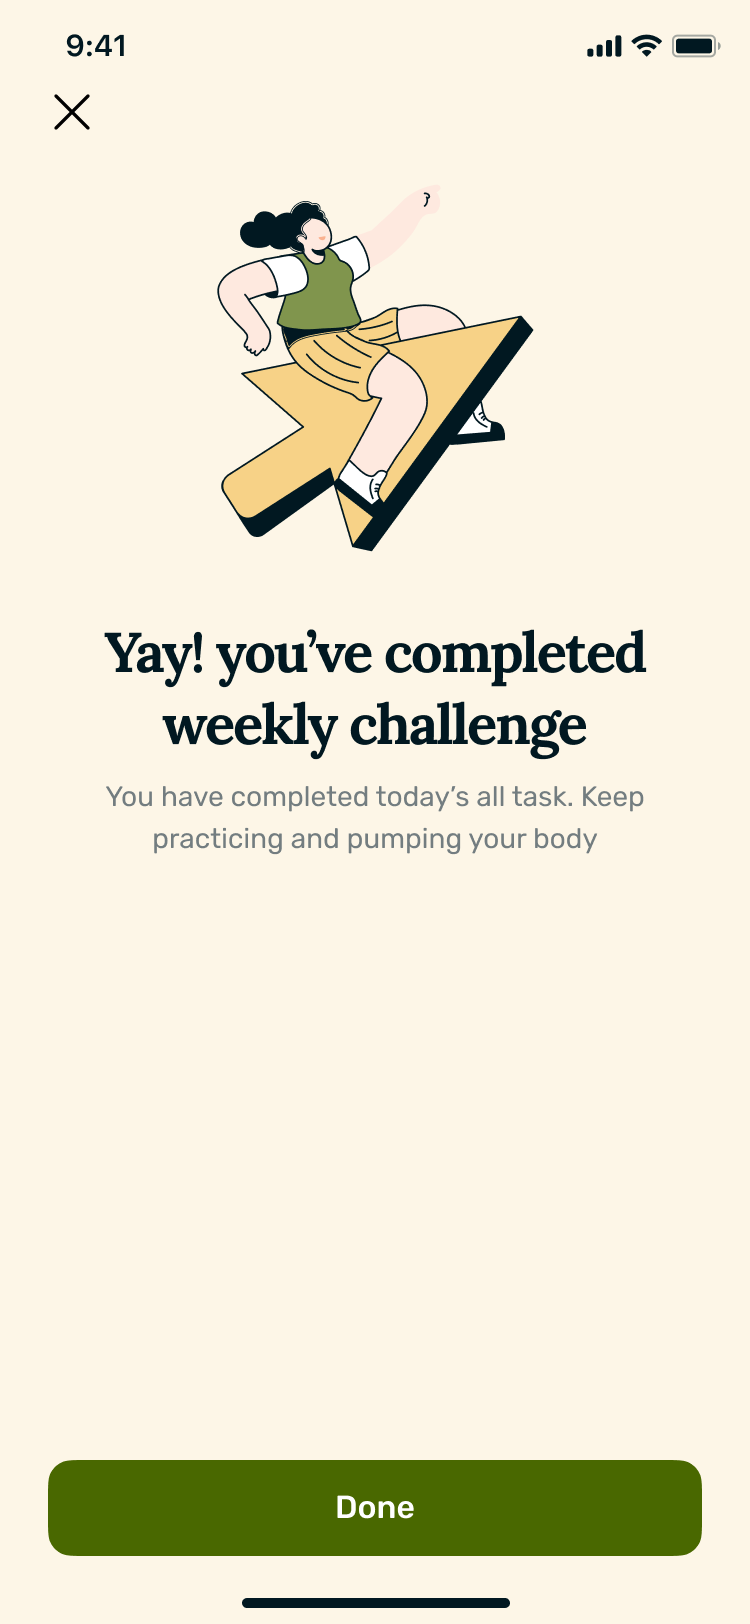 9:41
Yay! you’ve completed
weekly challenge
You have completed today’s all task. Keep
practicing and pumping your body
Done